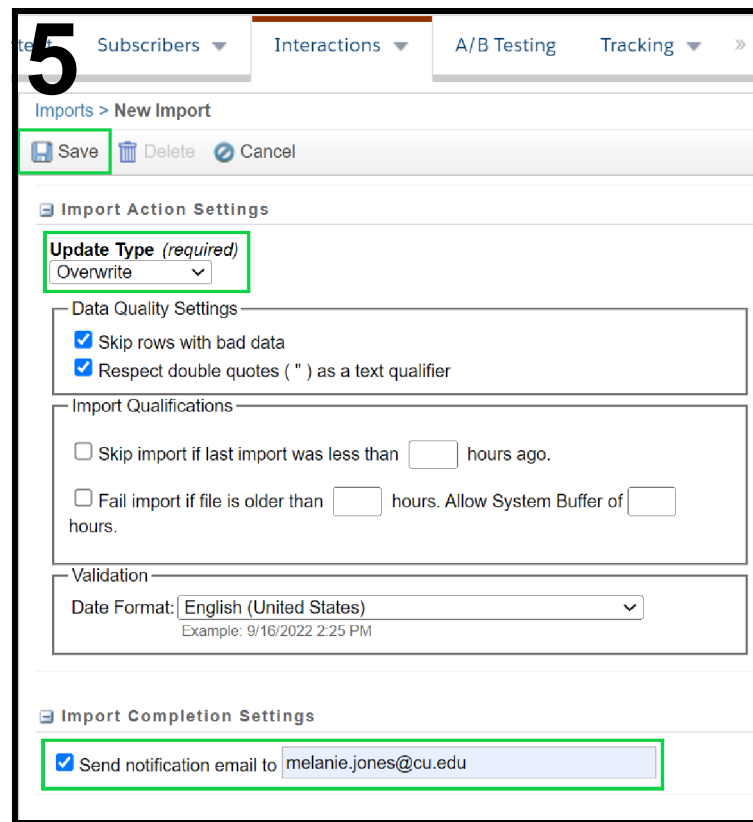 5
Subscribers Interactions A/B Testing Tracking »
Imports > New Import
Save Delete Cancel
Import Action Settings
Update Type (required)
Overwrite
Data Quality Settings
Skip rows with bad data
Respect double quotes ( " ) as a text qualifier
Import Qualifications
Skip import if last import was less than hours ago.
Fail import if file is older than hours. Allow System Buffer of
hours.
Validation
Date Format: English (United States)
Example: 9/16/2022 2:25 PM
Import Completion Settings
Send notification email to melanie.jones@cu.edu